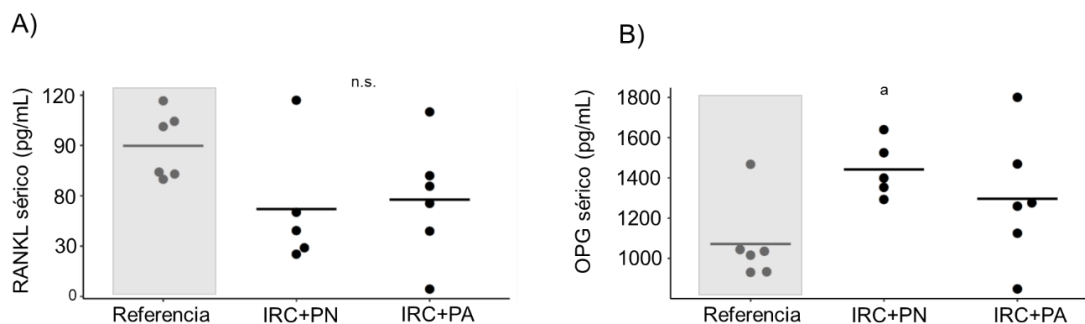 A)
RANKL sérico (pg/mL)
120
90
80
30
0
n.s.
Referencia
IRC+PN
IRC+PA
B)
OPG sérico (pg/mL)
1800
1600
1400
1200
1000
a
Referencia
IRC+PN
IRC+PA